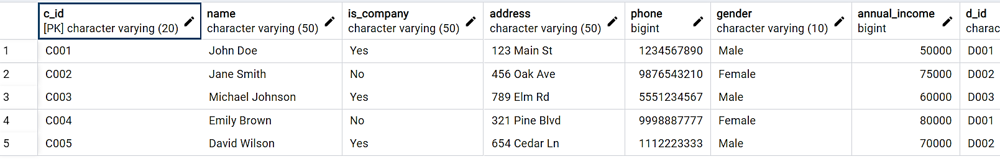 c_id name is_company address phone gender annual_income d_id
[PK] character varying (20) character varying (50) character varying (50) character varying (50) bigint character varying (10) bigint charac
1 C001 John Doe Yes 123 Main St 1234567890 Male 50000 D001
2 C002 Jane Smith No 456 Oak Ave 9876543210 Female 75000 D002
3 C003 Michael Johnson Yes 789 Elm Rd 5551234567 Male 60000 D003
4 C004 Emily Brown No 321 Pine Blvd 9998887777 Female 80000 D001
5 C005 David Wilson Yes 654 Cedar Ln 1112223333 Male 70000 D002